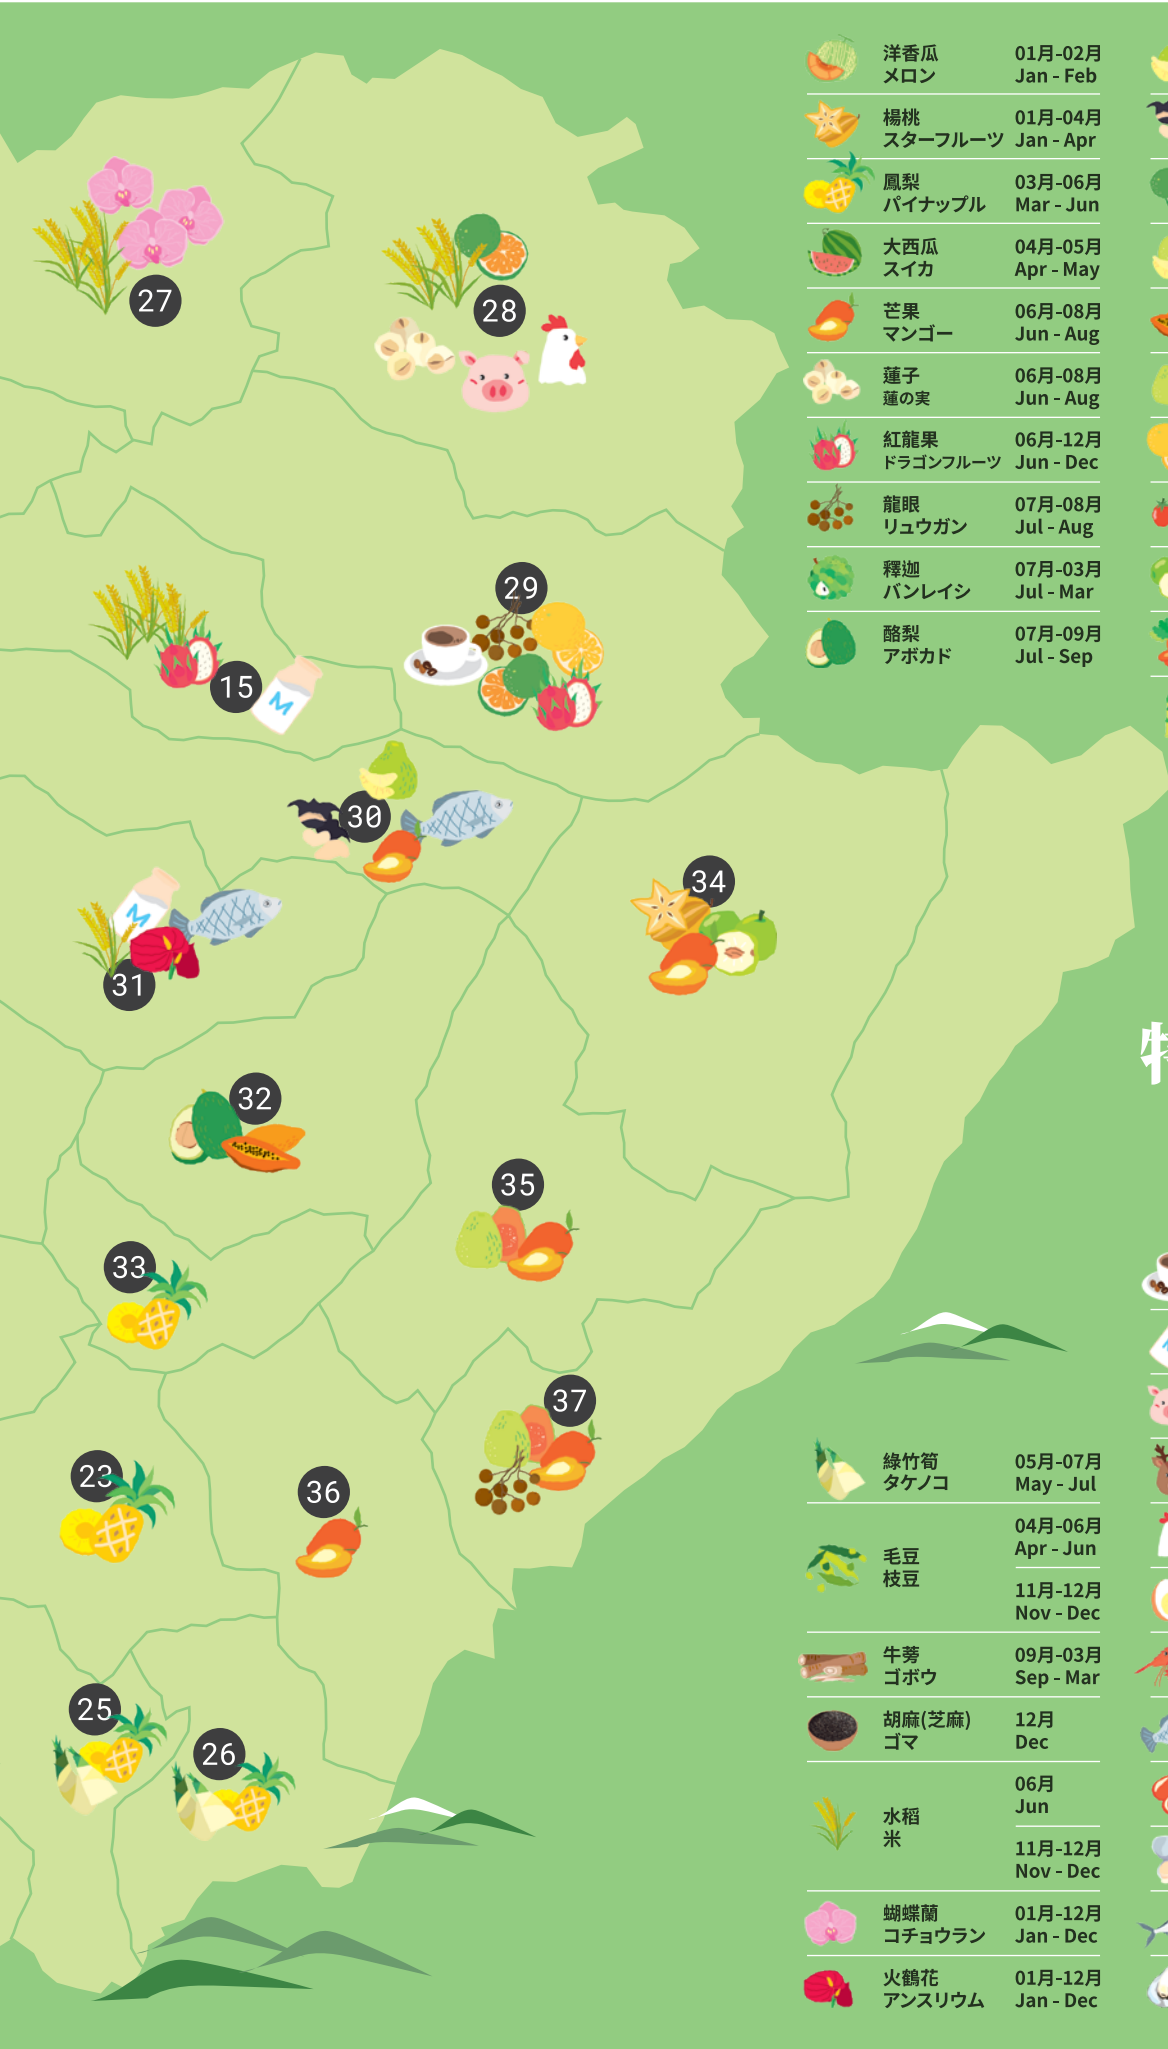 27
28
29
15
30
31
34
32
35
33
37
23
36
25
26
洋香瓜 01月-02月
メロン Jan - Feb
楊桃 01月-04月
スターフルーツ Jan - Apr
鳳梨 03月-06月
パイナップル Mar - Jun
大西瓜 04月-05月
スイカ Apr - May
芒果 06月-08月
マンゴー Jun - Aug
蓮子 06月-08月
蓮の実 Jun - Aug
紅龍果 06月-12月
ドラゴンフルーツ Jun - Dec
龍眼 07月-08月
リュウガン Jul - Aug
釋迦 07月-03月
バンレイシ Jul - Mar
酪梨 07月-09月
アボカド Jul - Sep
綠竹筍 05月-07月
タケノコ May - Jul
04月-06月
Apr - Jun
毛豆
枝豆
11月-12月
Nov - Dec
牛蒡 09月-03月
ゴボウ Sep - Mar
胡麻(芝麻) 12月
ゴマ Dec
06月
Jun
水稻
米
11月-12月
Nov - Dec
蝴蝶蘭 01月-12月
コチョウラン Jan - Dec
火鶴花 01月-12月
アンスリウム Jan - Dec